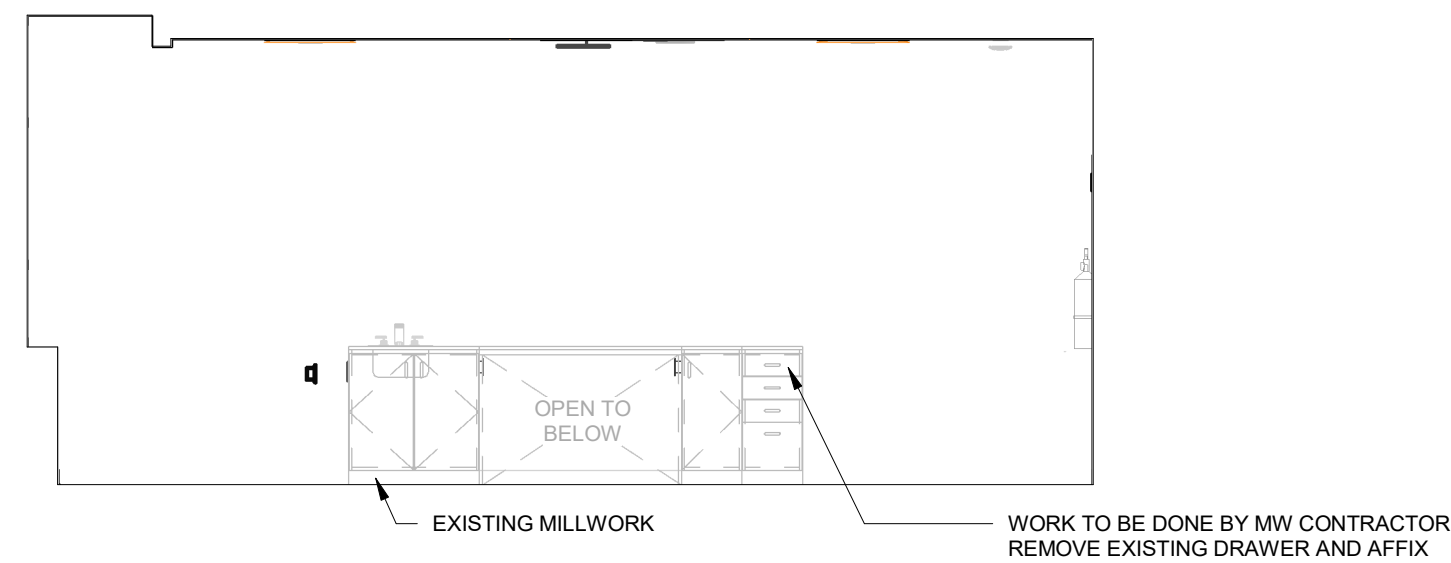 OPEN TO
BELOW
EXISTING MILLWORK
WORK TO BE DONE BY MW CONTRACTOR
REMOVE EXISTING DRAWER AND AFFIX